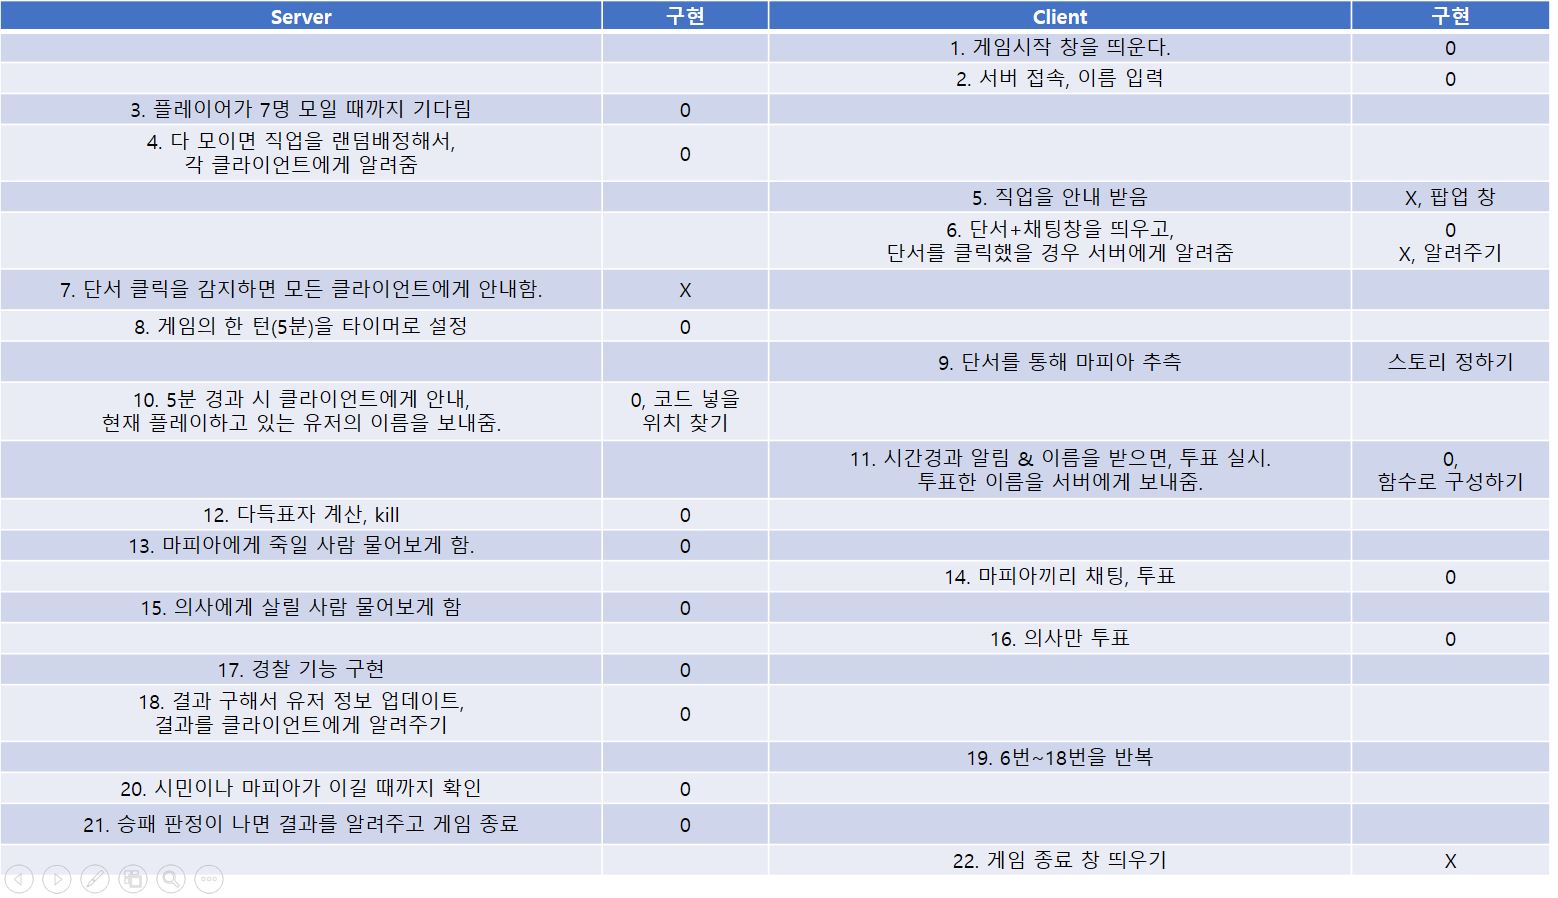 Server 구현 Client 구현
1. 게임시작 창을 띄운다. 0
2. 서버 접속, 이름 입력 0
3. 플레이어가 7명 모일 때까지 기다림 0
4. 다 모이면 직업을 랜덤배정해서,
각 클라이언트에게 알려줌
0
5. 직업을 안내 받음 X, 팝업 창
6. 단서+채팅창을 띄우고,
단서를 클릭했을 경우 서버에게 알려줌
0
X, 알려주기
7. 단서 클릭을 감지하면 모든 클라이언트에게 안내함. X
8. 게임의 한 턴(5분)을 타이머로 설정 0
9. 단서를 통해 마피아 추측 스토리 정하기
10. 5분 경과 시 클라이언트에게 안내,
현재 플레이하고 있는 유저의 이름을 보내줌.
0, 코드 넣을
위치 찾기
11. 시간경과 알림 & 이름을 받으면, 투표 실시.
투표한 이름을 서버에게 보내줌.
0,
함수로 구성하기
12. 다득표자 계산, kill 0
13. 마피아에게 죽일 사람 물어보게 함. 0
14. 마피아끼리 채팅, 투표 0
15. 의사에게 살릴 사람 물어보게 함 0
16. 의사만 투표 0
17. 경찰 기능 구현 0
18. 결과 구해서 유저 정보 업데이트,
결과를 클라이언트에게 알려주기
0
19. 6번~18번을 반복
20. 시민이나 마피아가 이길 때까지 확인 0
21. 승패 판정이 나면 결과를 알려주고 게임 종료 0
22. 게임 종료 창 띄우기 X